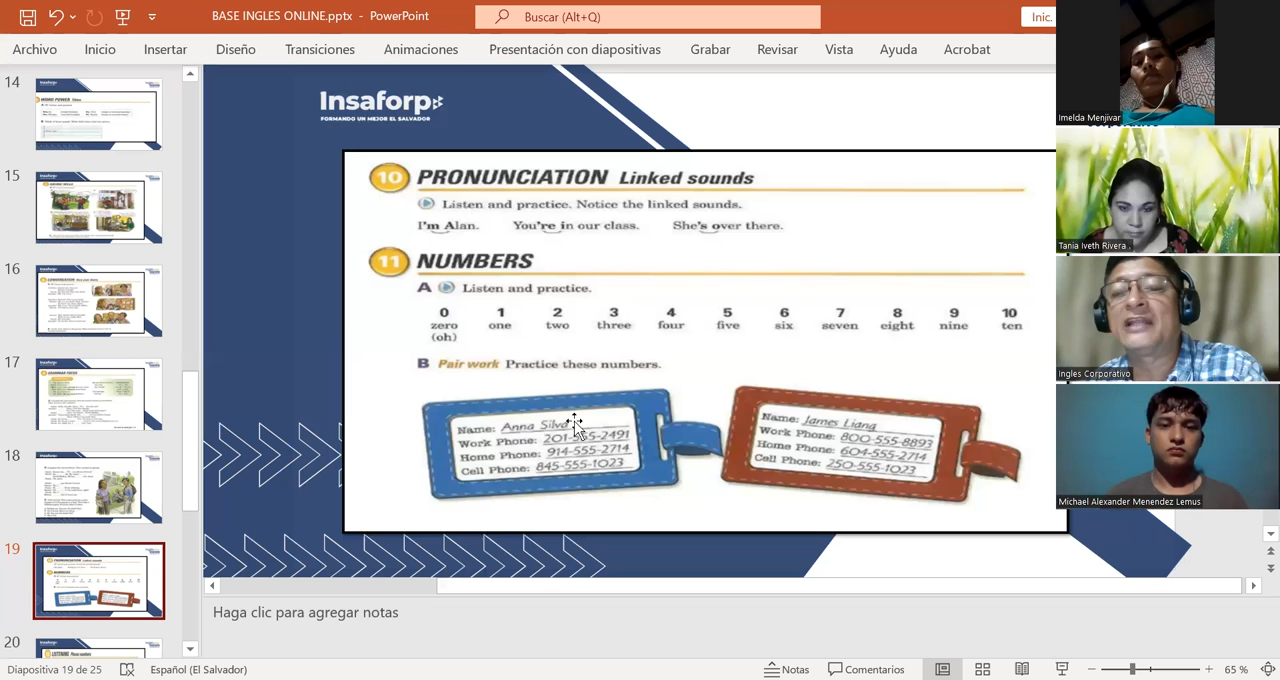 BASE INGLES ONLINE.pptx - PowerPoint
Buscar (Alt+Q)
Inic.
Archivo Inicio Insertar Diseño Transiciones Animaciones Presentación con diapositivas Grabar Revisar Vista Ayuda Acrobat
14
15
16
17
18
19
20
Insaforp
FORMANDO UN MEJOR EL SALVADOR
10 PRONUNCIATION Linked sounds
Listen and practice. Notice the linked sounds.
I'm Alan. You're in our class. She's over there.
11 NUMBERS
A Listen and practice.
0 1 2 3 4 5 6 7 8 9 10
zero one two three four five six seven eight nine ten
(oh)
B Pair work Practice these numbers.
Name: Anna Silva
Work Phone: 201-555-2491
Home Phone: 914-555-2714
Cell Phone: 845-555-1023
Name: James Liang
Work Phone: 800-555-8893
Home Phone: 604-555-2714
Cell Phone: 250-555-1023
Imelda Menjivar
Tania Iveth Rivera
Ingles Corporativo
Michael Alexander Menendez Lemus
Haga clic para agregar notas
Diapositiva 19 de 25 Español (El Salvador) Notas Comentarios 65 %